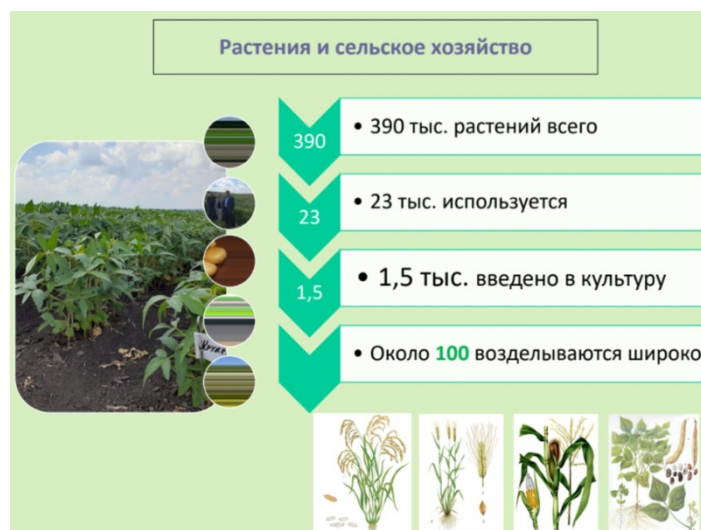 Растения и сельское хозяйство
390
• 390 тыс. растений всего
23
• 23 тыс. используется
1,5
• 1,5 тыс. введено в культуру
• Около 100 возделываются широко